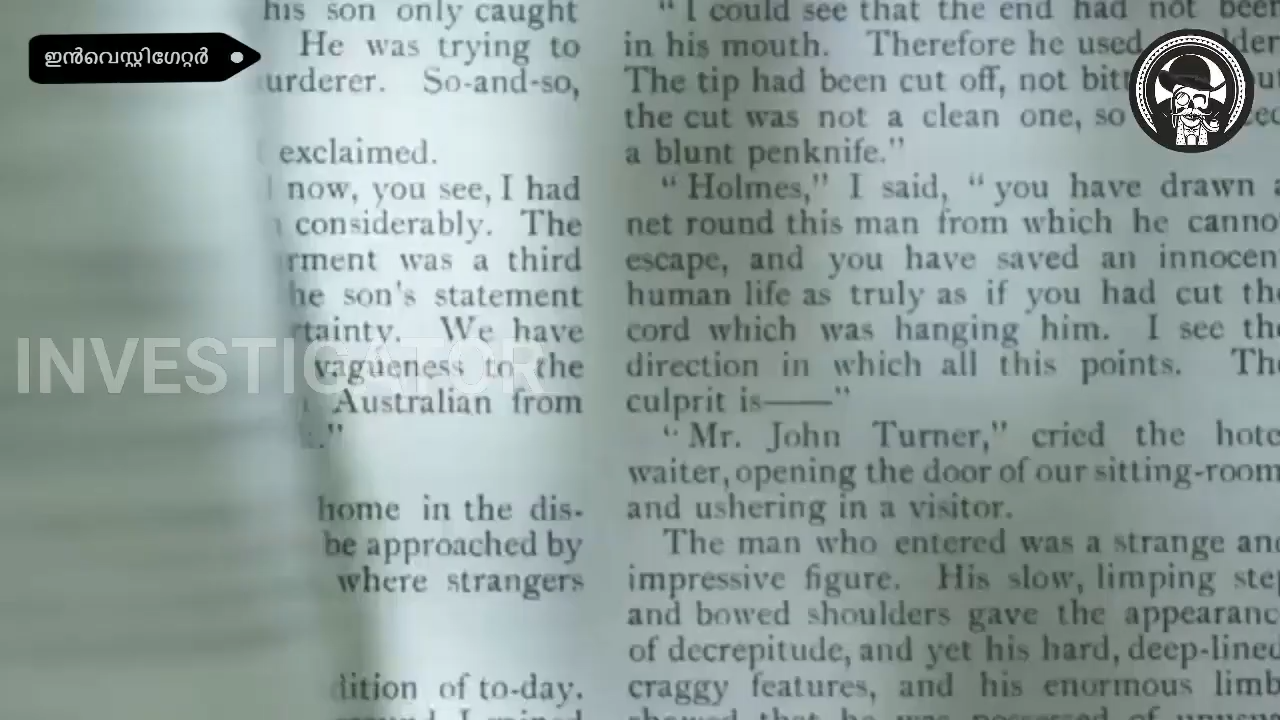 ഇൻവെസ്റ്റിഗേറ്റർ
INVESTIGATOR
his son only caught
He was trying to
urderer. So-and-so,
exclaimed.
now, you see, I had
considerably. The
rment was a third
he son's statement
rtainty. We have
vagueness to the
Australian from
."
home in the dis-
be approached by
where strangers
dition of to-day.
"I could see that the end had not been
in his mouth. Therefore he used
The tip had been cut off, not
the cut was not a clean one, so
a blunt penknife."
"Holmes," I said, "you have drawn a
net round this man from which he canno
escape, and you have saved an innocen
human life as truly as if you had cut the
cord which was hanging him. I see the
direction in which all this points. The
culprit is——"
"Mr. John Turner," cried the hote
waiter, opening the door of our sitting-room
and ushering in a visitor.
The man who entered was a strange and
impressive figure. His slow, limping step
and bowed shoulders gave the appearanc
of decrepitude, and yet his hard, deep-lined
craggy features, and his enormous limb